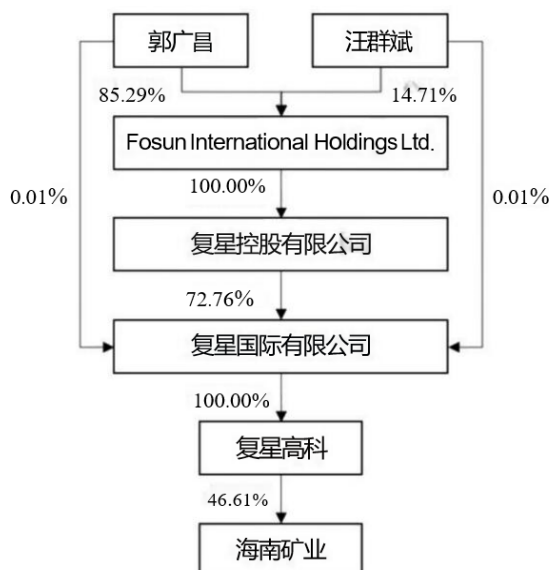 郭广昌
汪群斌
85.29%
14.71%
Fosun International Holdings Ltd.
100.00%
0.01%
0.01%
复星控股有限公司
72.76%
复星国际有限公司
100.00%
复星高科
46.61%
海南矿业